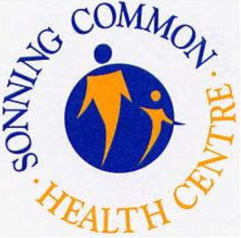 SONNING COMMON
· HEALTH CENTRE ·